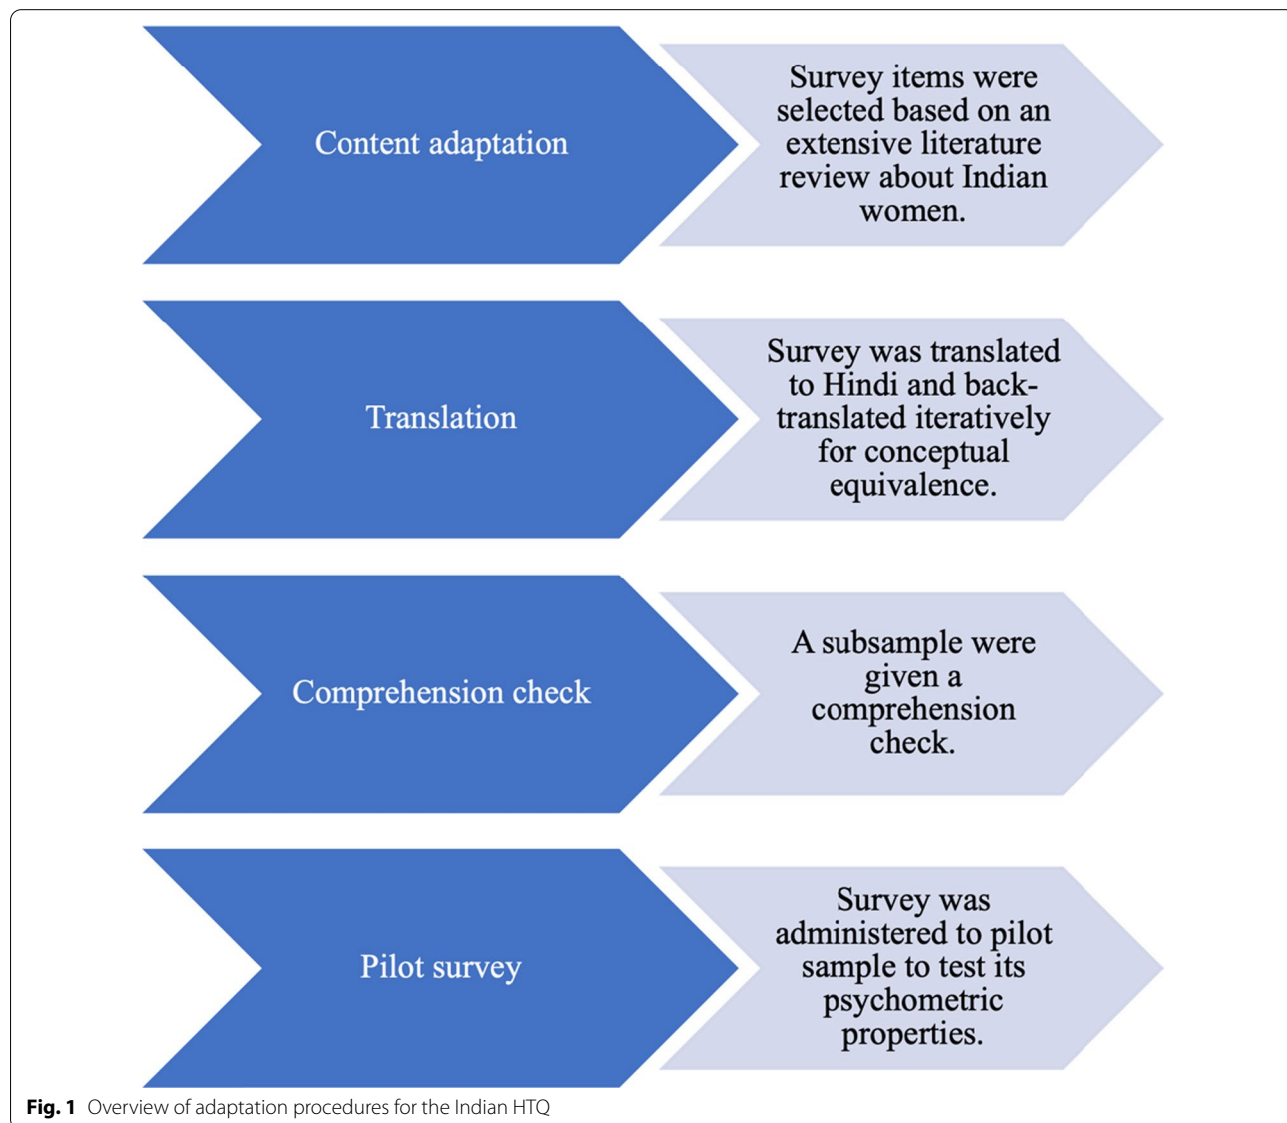 Content adaptation
Survey items were
selected based on an
extensive literature
review about Indian
women.
Translation
Survey was translated
to Hindi and back-
translated iteratively
for conceptual
equivalence.
Comprehension check
A subsample were
given a
comprehension
check.
Pilot survey
Survey was
administered to pilot
sample to test its
psychometric
properties.
Fig. 1 Overview of adaptation procedures for the Indian HTQ